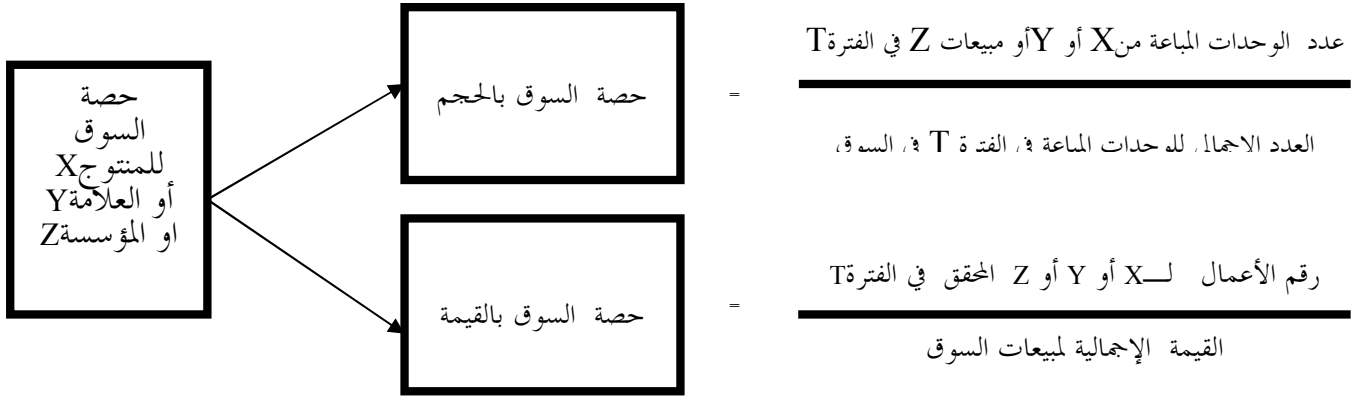 حصة
السوق
للمنتوجX
أو العلامةY
او المؤسسةZ
حصة السوق بالحجم
=
عدد الوحدات المباعة منX أو Yأو مبيعات Z في الفترةT
العدد الاجمالي للوحدات المباعة في الفترة T في السوق
حصة السوق بالقيمة
=
رقم الأعمال لــX أو Y أو Z المحقق في الفترةT
القيمة الإجمالية لمبيعات السوق